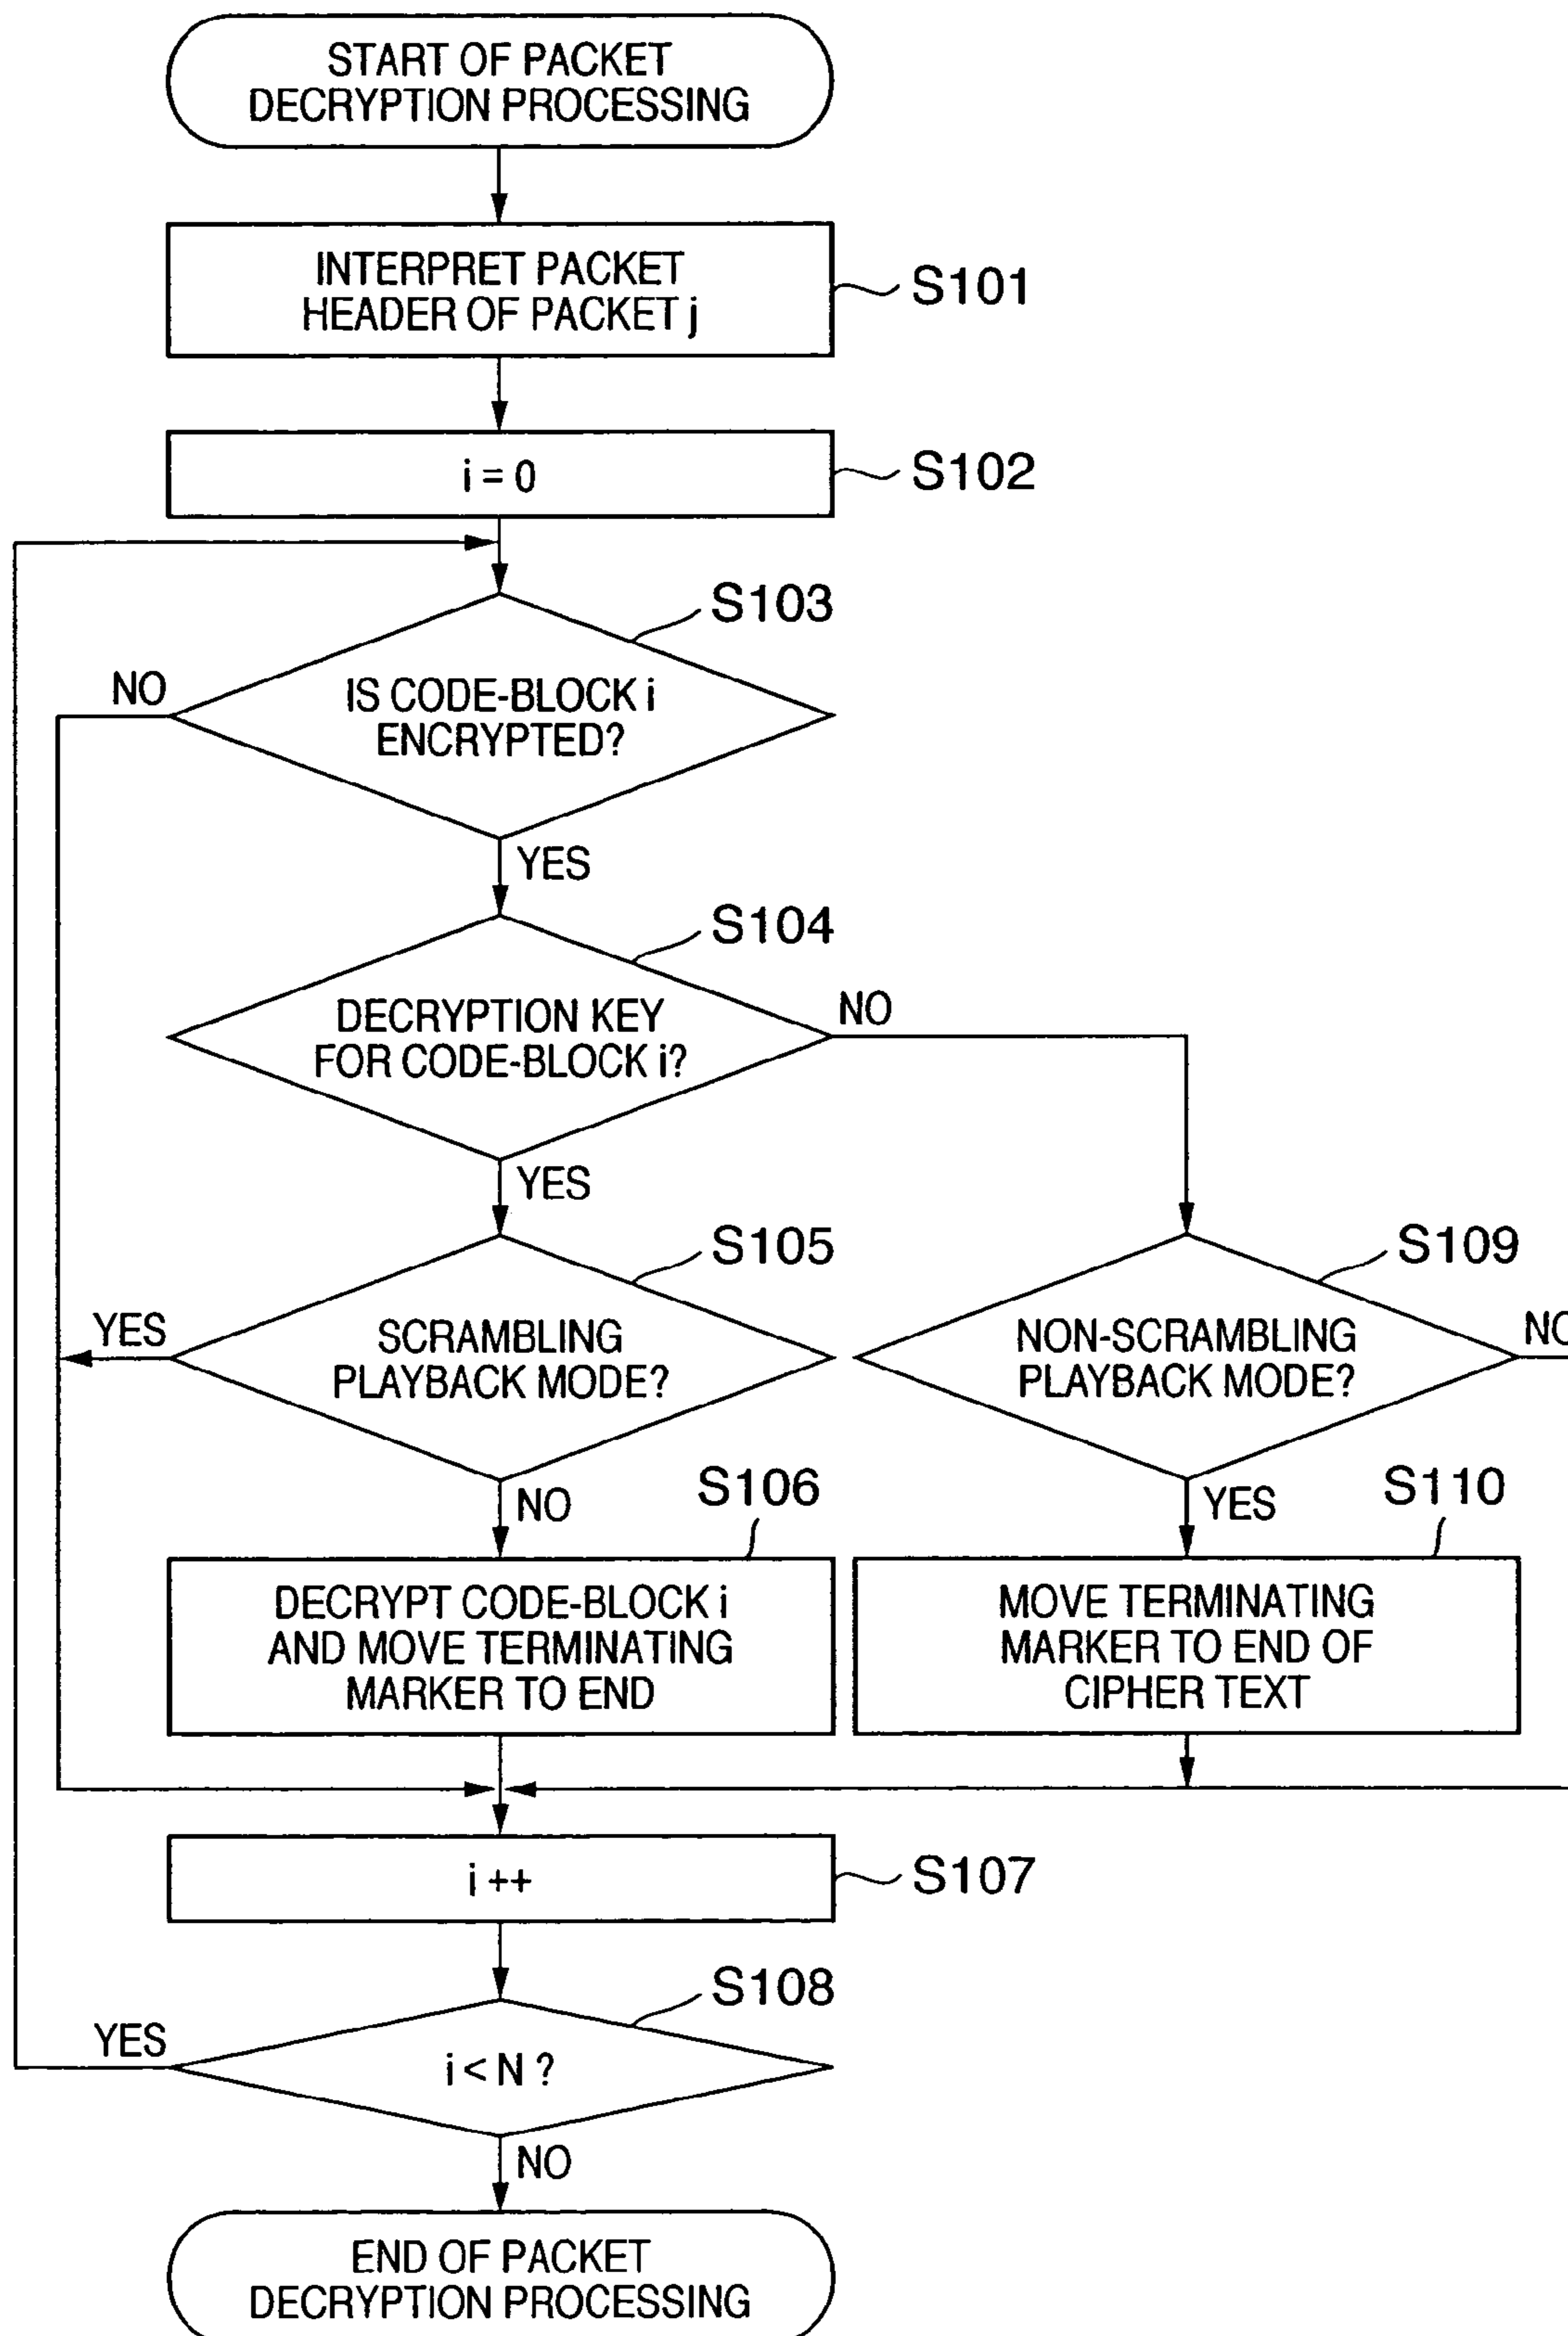 START OF PACKET
DECRYPTION PROCESSING
INTERPRET PACKET
HEADER OF PACKET j
S101
i = 0
S102
S103
NO
IS CODE-BLOCK i
ENCRYPTED?
YES
S104
DECRYPTION KEY
FOR CODE-BLOCK i?
NO
YES
S105
S109
YES
SCRAMBLING
PLAYBACK MODE?
NON-SCRAMBLING
PLAYBACK MODE?
NO
NO
S106
YES
S110
DECRYPT CODE-BLOCK i
AND MOVE TERMINATING
MARKER TO END
MOVE TERMINATING
MARKER TO END OF
CIPHER TEXT
i ++
S107
S108
YES
i < N ?
NO
END OF PACKET
DECRYPTION PROCESSING